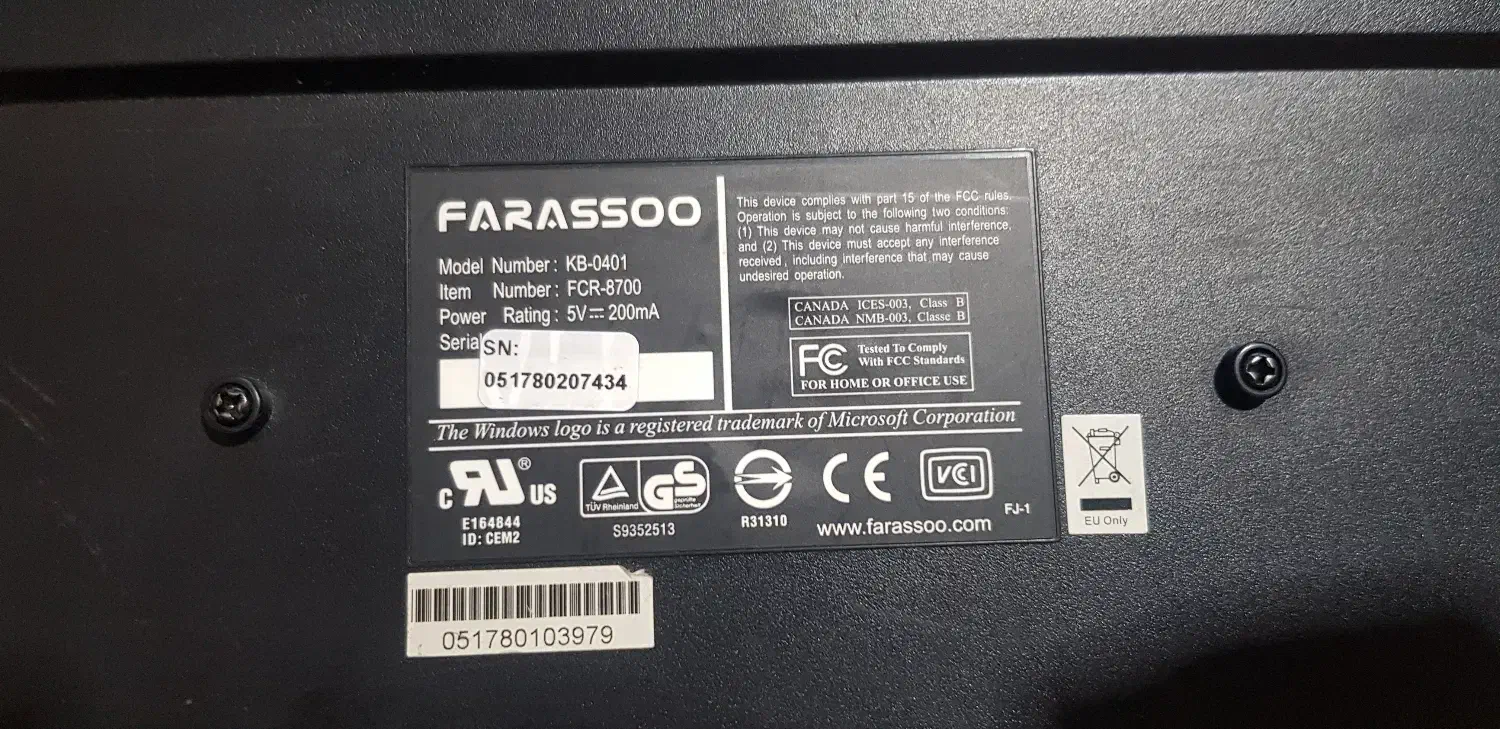 FARASSOO
Model Number: KB-0401
Item Number: FCR-8700
Power Rating: 5V⎓200mA
Serial
SN:
051780207434
This device complies with part 15 of the FCC rules.
Operation is subject to the following two conditions:
(1) This device may not cause harmful interference,
and (2) This device must accept any interference
received, including interference that may cause
undesired operation.
CANADA ICES-003, Class B
CANADA NMB-003, Classe B
FC Tested To Comply
With FCC Standards
FOR HOME OR OFFICE USE
The Windows logo is a registered trademark of Microsoft Corporation
C RU ® US
E164844
ID: CEM2
TÜV Rheinland
GS
geprüfte
Sicherheit
S9352513
R31310
CE
VCI
www.farassoo.com
FJ-1
EU Only
051780103979